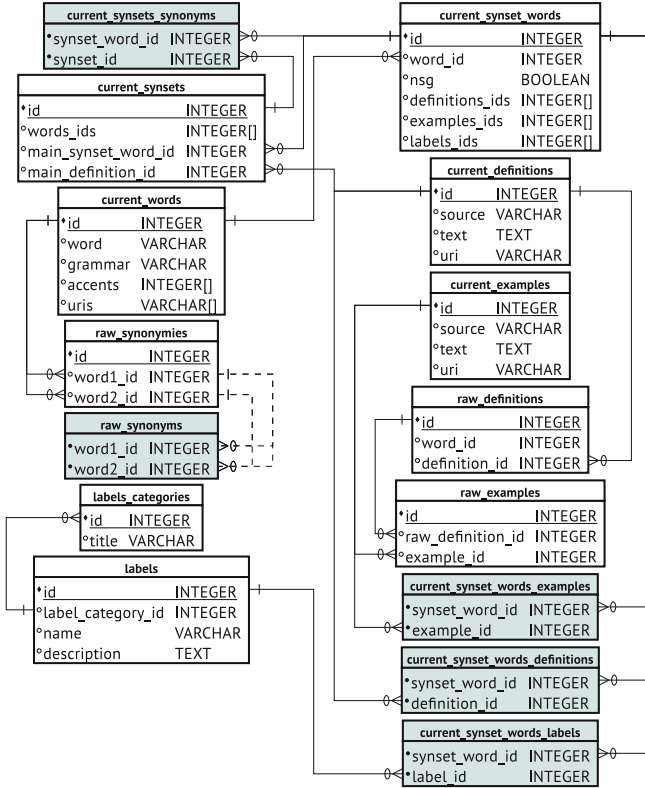 current_synsets_synonyms
synset_word_id INTEGER
synset_id INTEGER
current_synsets
id INTEGER
words_ids INTEGER[]
main_synset_word_id INTEGER
main_definition_id INTEGER
current_words
id INTEGER
word VARCHAR
grammar VARCHAR
accents INTEGER[]
uris VARCHAR[]
raw_synonymies
id INTEGER
word1_id INTEGER
word2_id INTEGER
raw_synonyms
word1_id INTEGER
word2_id INTEGER
labels_categories
id INTEGER
title VARCHAR
labels
id INTEGER
label_category_id INTEGER
name VARCHAR
description TEXT
current_synset_words
id INTEGER
word_id INTEGER
nsg BOOLEAN
definitions_ids INTEGER[]
examples_ids INTEGER[]
labels_ids INTEGER[]
current_definitions
id INTEGER
source VARCHAR
text TEXT
uri VARCHAR
current_examples
id INTEGER
source VARCHAR
text TEXT
uri VARCHAR
raw_definitions
id INTEGER
word_id INTEGER
definition_id INTEGER
raw_examples
id INTEGER
raw_definition_id INTEGER
example_id INTEGER
current_synset_words_examples
synset_word_id INTEGER
example_id INTEGER
current_synset_words_definitions
synset_word_id INTEGER
definition_id INTEGER
current_synset_words_labels
synset_word_id INTEGER
label_id INTEGER